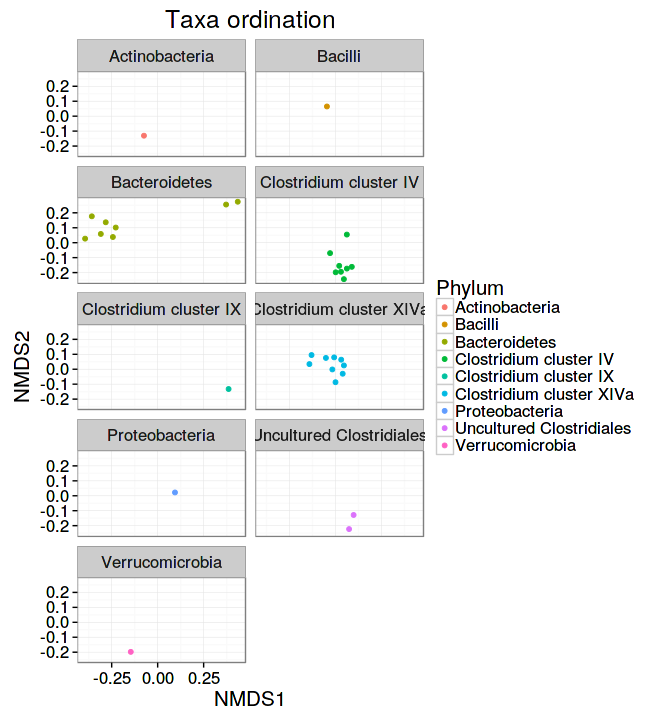 Taxa ordination
Actinobacteria
Bacilli
0.2
0.1
0.0
-0.1
-0.2
Bacteroidetes
Clostridium cluster IV
0.2
0.1
0.0
-0.1
-0.2
Clostridium cluster IX
Clostridium cluster XIVa
0.2
0.1
0.0
-0.1
-0.2
Proteobacteria
Uncultured Clostridiales
0.2
0.1
0.0
-0.1
-0.2
Verrucomicrobia
0.2
0.1
0.0
-0.1
-0.2
-0.25 0.00 0.25
NMDS1
NMDS2
Phylum
Actinobacteria
Bacilli
Bacteroidetes
Clostridium cluster IV
Clostridium cluster IX
Clostridium cluster XIVa
Proteobacteria
Uncultured Clostridiales
Verrucomicrobia